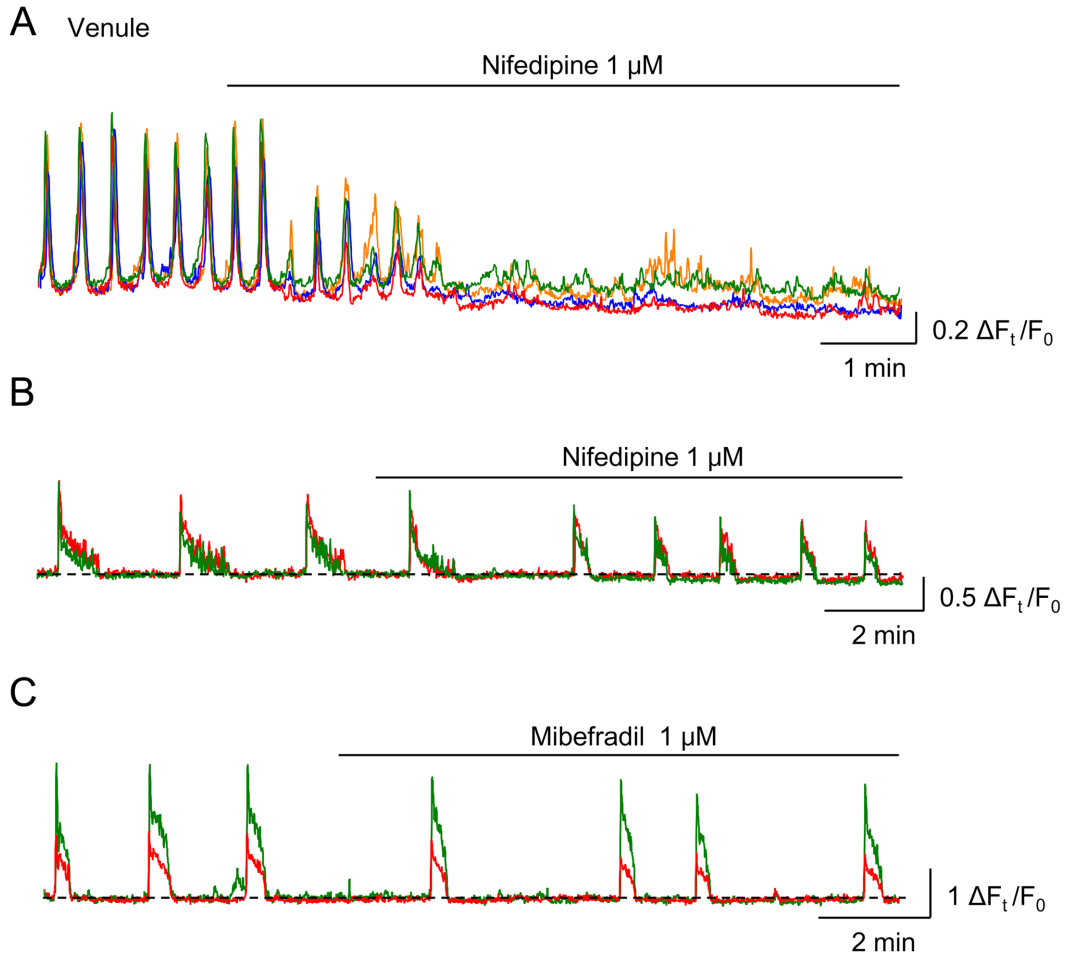 A Venule
Nifedipine 1 µM
0.2 ΔFt/F0
1 min
B
Nifedipine 1 µM
0.5 ΔFt/F0
2 min
C
Mibefradil 1 µM
1 ΔFt/F0
2 min